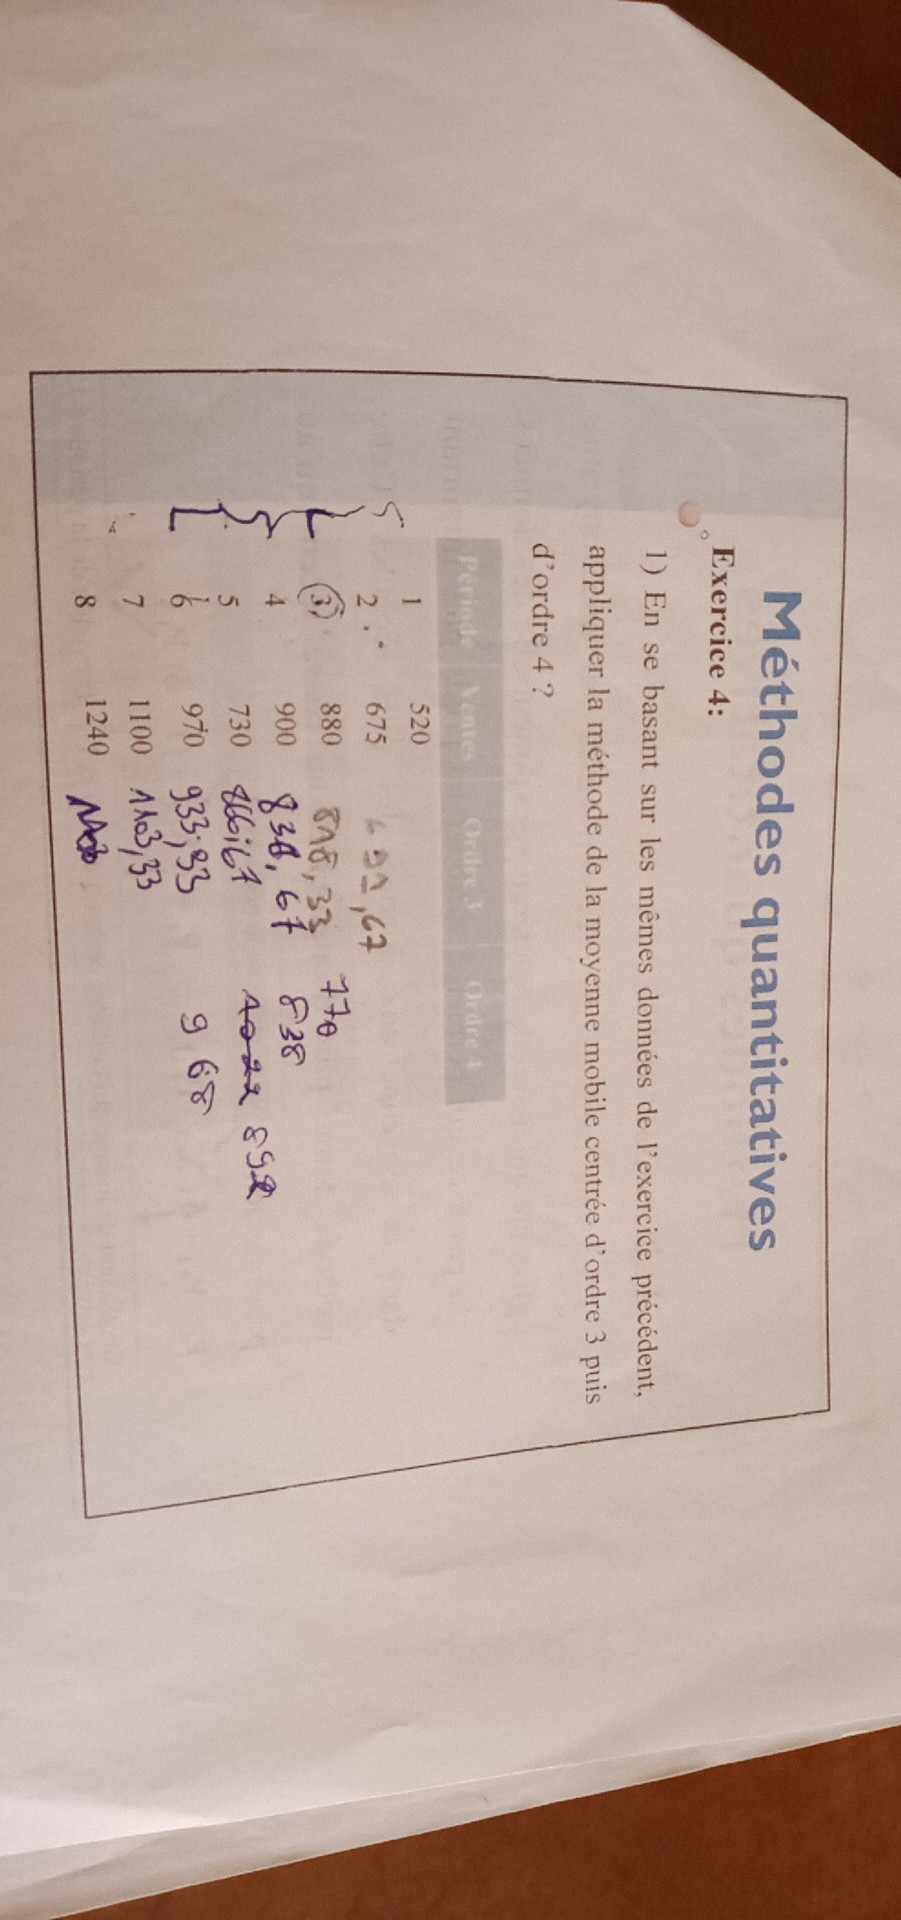 Méthodes quantitatives
Exercice 4:
1) En se basant sur les mêmes données de l'exercice précédent,
appliquer la méthode de la moyenne mobile centrée d'ordre 3 puis
d'ordre 4 ?
Période Ventes Ordre 3 Ordre 4
1 520
2 675 691,67
3 880 818,33 770
4 900 836,67 838
5 730 866,67 1022 892
6 970 933,33 968
7 1100 1103,33
8 1240